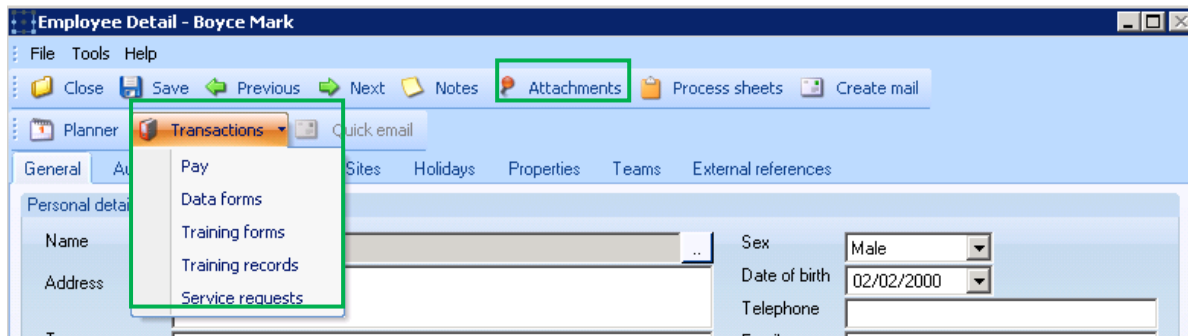 Employee Detail - Boyce Mark
File Tools Help
Close Save Previous Next Notes Attachments Process sheets Create mail
Planner Transactions Quick email
General Sites Holidays Properties Teams External references
Pay
Data forms
Training forms
Training records
Service requests
Personal
Name ..
Address
Sex Male
Date of birth 02/02/2000
Telephone